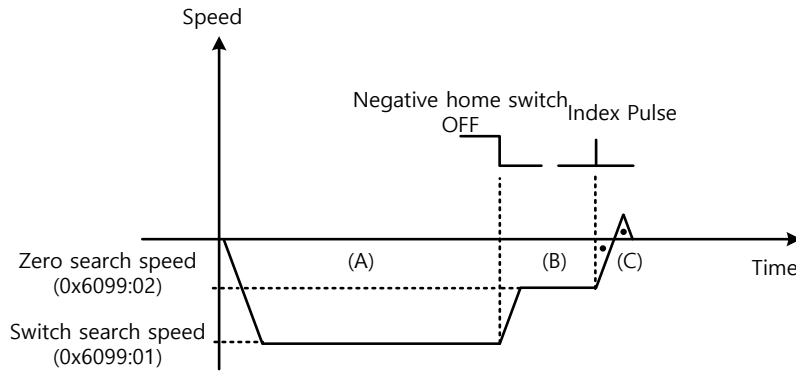 Speed
Negative home switch
OFF
Index Pulse
Zero search speed
(0x6099:02)
(A)
(B)
(C)
Time
Switch search speed
(0x6099:01)